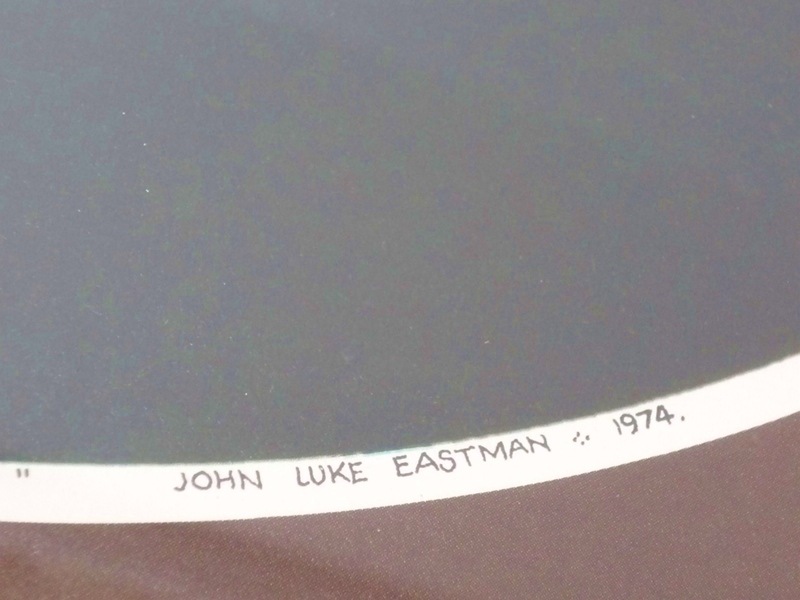 " JOHN LUKE EASTMAN ∴ 1974.